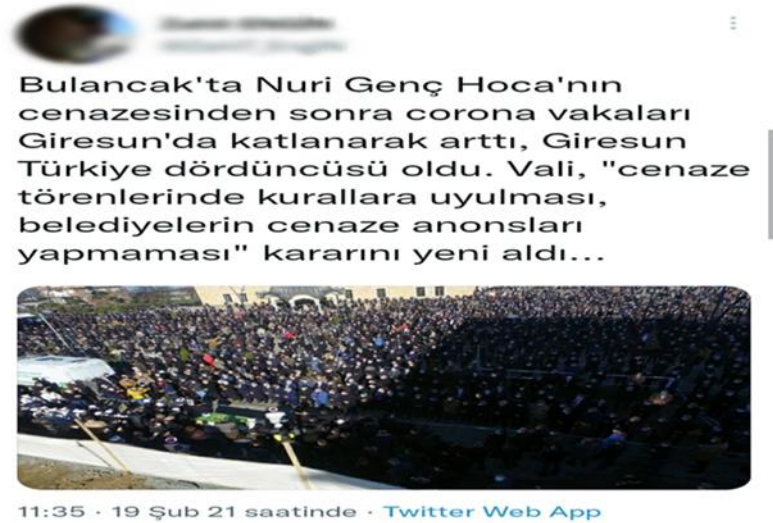 Bulancak'ta Nuri Genç Hoca'nın
cenazesinden sonra corona vakaları
Giresun'da katlanarak arttı, Giresun
Türkiye dördüncüsü oldu. Vali, "cenaze
törenlerinde kurallara uyulması,
belediyelerin cenaze anonsları
yapmaması" kararını yeni aldı...
11:35 · 19 Şub 21 saatinde · Twitter Web App